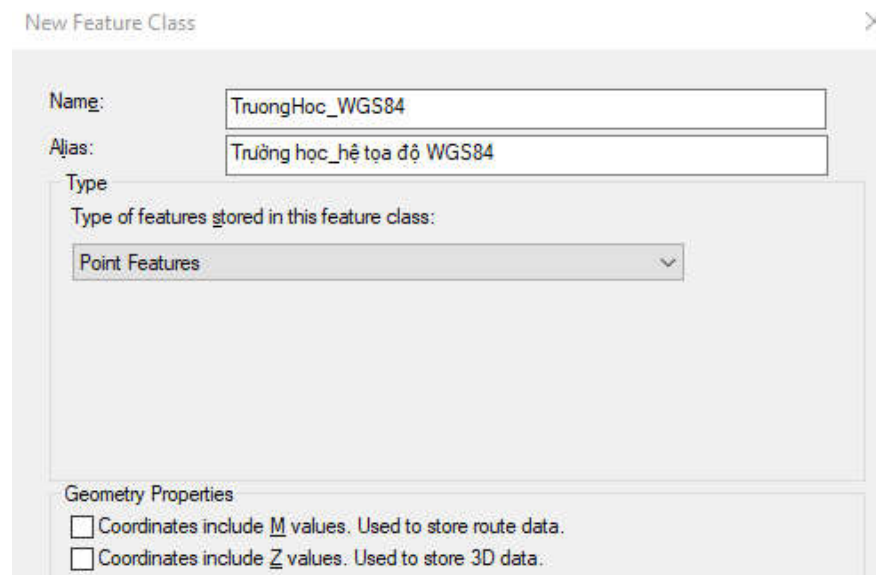 New Feature Class
Name:
TruongHoc_WGS84
Alias:
Trường học_hệ tọa độ WGS84
Type
Type of features stored in this feature class:
Point Features
Geometry Properties
Coordinates include M values. Used to store route data.
Coordinates include Z values. Used to store 3D data.